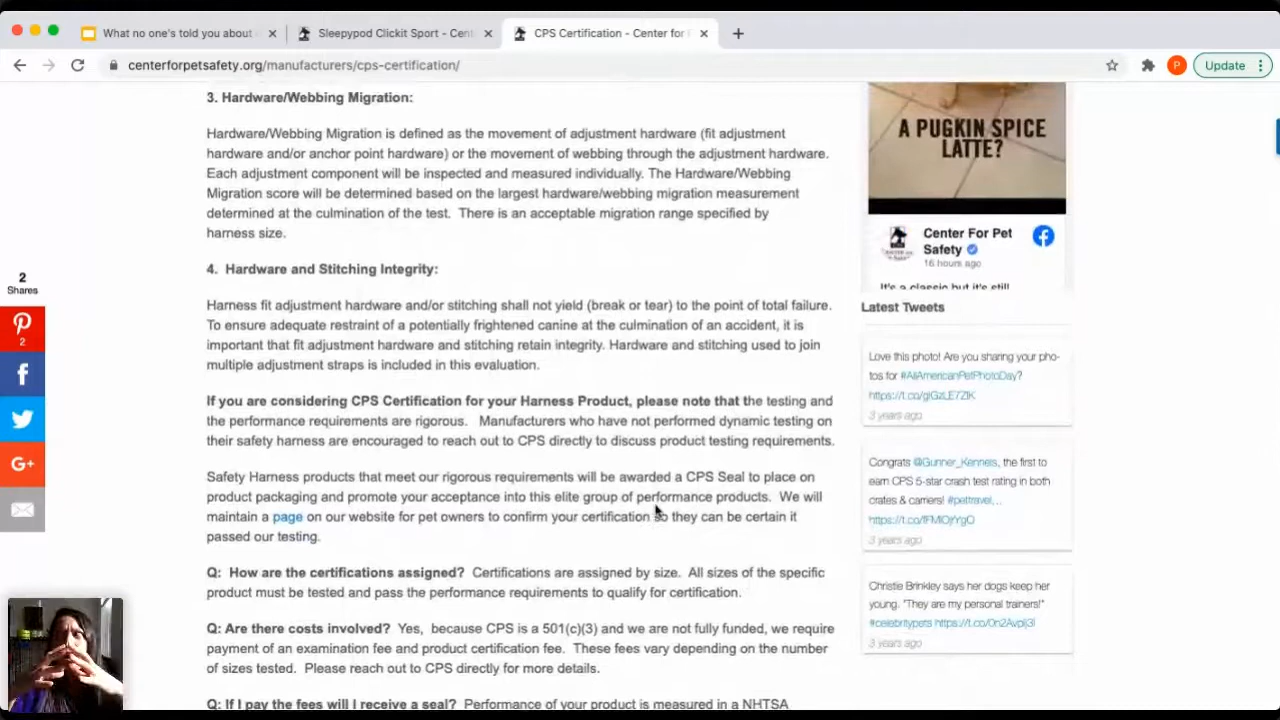 What no one's told you about
Sleepypod Clickit Sport - Cent
CPS Certification - Center for
centerforpetsafety.org/manufacturers/cps-certification/
P
Update
3. Hardware/Webbing Migration:
Hardware/Webbing Migration is defined as the movement of adjustment hardware (fit adjustment
hardware and/or anchor point hardware) or the movement of webbing through the adjustment hardware.
Each adjustment component will be inspected and measured individually. The Hardware/Webbing
Migration score will be determined based on the largest hardware/webbing migration measurement
determined at the culmination of the test. There is an acceptable migration range specified by
harness size.
4. Hardware and Stitching Integrity:
Harness fit adjustment hardware and/or stitching shall not yield (break or tear) to the point of total failure.
To ensure adequate restraint of a potentially frightened canine at the culmination of an accident, it is
important that fit adjustment hardware and stitching retain integrity. Hardware and stitching used to join
multiple adjustment straps is included in this evaluation.
If you are considering CPS Certification for your Harness Product, please note that the testing and
the performance requirements are rigorous. Manufacturers who have not performed dynamic testing on
their safety harness are encouraged to reach out to CPS directly to discuss product testing requirements.
Safety Harness products that meet our rigorous requirements will be awarded a CPS Seal to place on
product packaging and promote your acceptance into this elite group of performance products. We will
maintain a page on our website for pet owners to confirm your certification so they can be certain it
passed our testing.
Q: How are the certifications assigned? Certifications are assigned by size. All sizes of the specific
product must be tested and pass the performance requirements to qualify for certification.
Q: Are there costs involved? Yes, because CPS is a 501(c)(3) and we are not fully funded, we require
payment of an examination fee and product certification fee. These fees vary depending on the number
of sizes tested. Please reach out to CPS directly for more details.
Q: If I pay the fees will I receive a seal? Performance of your product is measured in a NHTSA
2
Shares
2
G+
A PUGKIN SPICE
LATTE?
Center For Pet
Safety
16 hours ago
It's a classic but it's still
Latest Tweets
Love this photo! Are you sharing your pho-
tos for #AllAmericanPetPhotoDay?
3 years ago
Congrats @Gunner_Kennels, the first to
earn CPS 5-star crash test rating in both
crates & carriers! #pettravel...
3 years ago
Christie Brinkley says her dogs keep her
young. "They are my personal trainers!"
#celebritypets
3 years ago